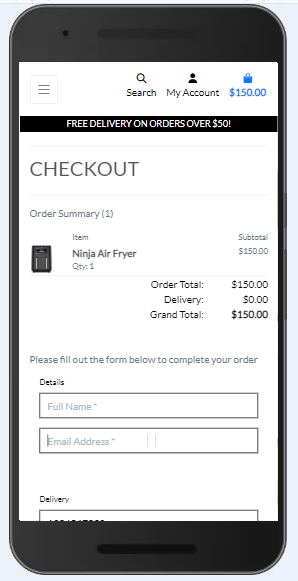 Search My Account $150.00
FREE DELIVERY ON ORDERS OVER $50!
CHECKOUT
Order Summary (1)
Item Subtotal
Ninja Air Fryer $150.00
Qty: 1
Order Total: $150.00
Delivery: $0.00
Grand Total: $150.00
Please fill out the form below to complete your order
Details
Full Name *
Email Address *
Delivery